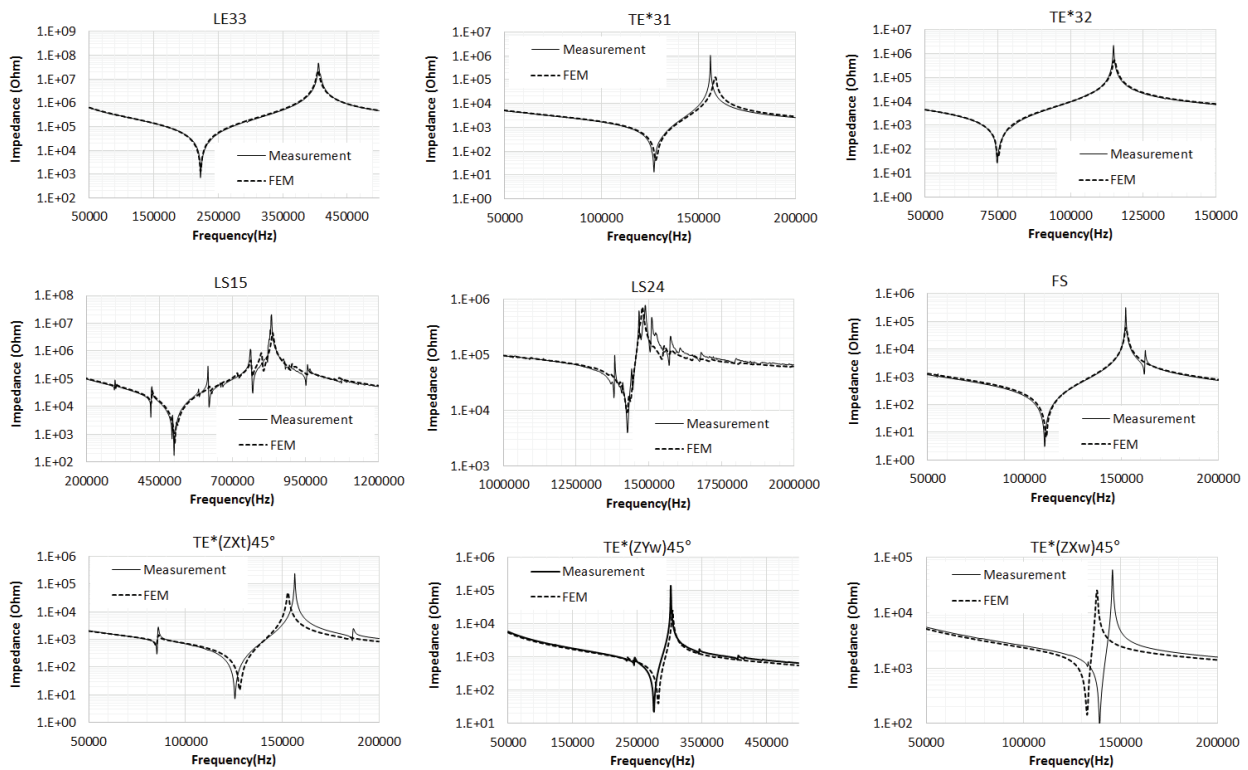 LE33
1.E+09
1.E+08
1.E+07
1.E+06
1.E+05
1.E+04
1.E+03
1.E+02
Impedance (Ohm)
Measurement
FEM
50000 150000 250000 350000 450000
Frequency(Hz)
TE*31
1.E+07
1.E+06
1.E+05
1.E+04
1.E+03
1.E+02
1.E+01
1.E+00
Impedance (Ohm)
Measurement
FEM
50000 100000 150000 200000
Frequency(Hz)
TE*32
1.E+07
1.E+06
1.E+05
1.E+04
1.E+03
1.E+02
1.E+01
1.E+00
Impedance (Ohm)
Measurement
FEM
50000 75000 100000 125000 150000
Frequency(Hz)
LS15
1.E+08
1.E+07
1.E+06
1.E+05
1.E+04
1.E+03
1.E+02
Impedance (Ohm)
Measurement
FEM
200000 450000 700000 950000 1200000
Frequency(Hz)
LS24
1.E+06
1.E+05
1.E+04
1.E+03
Impedance (Ohm)
Measurement
FEM
1000000 1250000 1500000 1750000 2000000
Frequency(Hz)
FS
1.E+06
1.E+05
1.E+04
1.E+03
1.E+02
1.E+01
1.E+00
Impedance (Ohm)
Measurement
FEM
50000 100000 150000 200000
Frequency(Hz)
TE*(ZXt)45°
1.E+06
1.E+05
1.E+04
1.E+03
1.E+02
1.E+01
1.E+00
Impedance (Ohm)
Measurement
FEM
50000 100000 150000 200000
Frequency(Hz)
TE*(ZYw)45°
1.E+06
1.E+05
1.E+04
1.E+03
1.E+02
1.E+01
Impedance (Ohm)
Measurement
FEM
50000 150000 250000 350000 450000
Frequency(Hz)
TE*(ZXw)45°
1.E+05
1.E+04
1.E+03
1.E+02
Impedance (Ohm)
Measurement
FEM
50000 100000 150000 200000
Frequency(Hz)